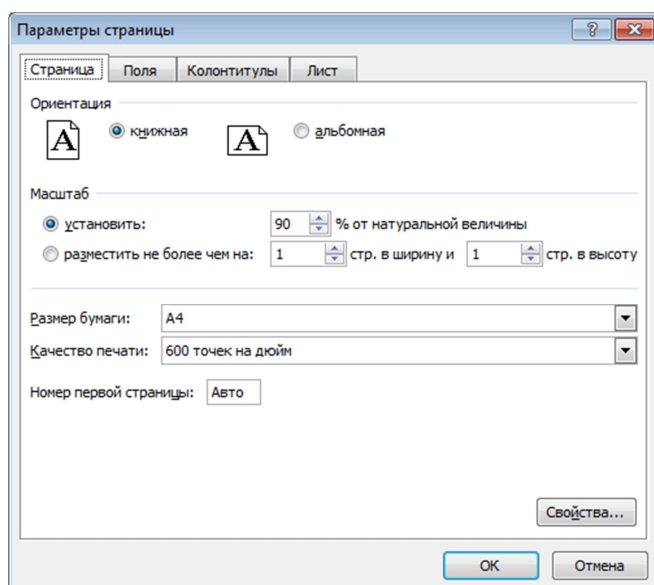 Параметры страницы
Страница Поля Колонтитулы Лист
Ориентация
A книжная A альбомная
Масштаб
установить: 90 % от натуральной величины
разместить не более чем на: 1 стр. в ширину и 1 стр. в высоту
Размер бумаги: A4
Качество печати: 600 точек на дюйм
Номер первой страницы: Авто
Свойства...
ОК Отмена